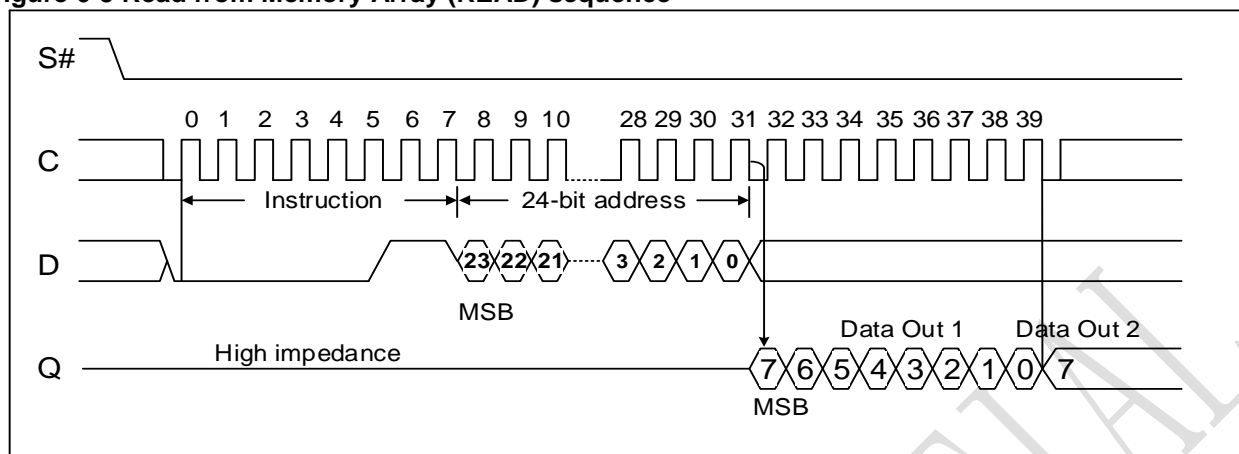 Figure 6-3 Read from Memory Array (READ) sequence
S#
0 1 2 3 4 5 6 7 8 9 10 28 29 30 31 32 33 34 35 36 37 38 39
C
Instruction 24-bit address
D 23 22 21 3 2 1 0
MSB
Data Out 1 Data Out 2
High impedance
Q 7 6 5 4 3 2 1 0 7
MSB